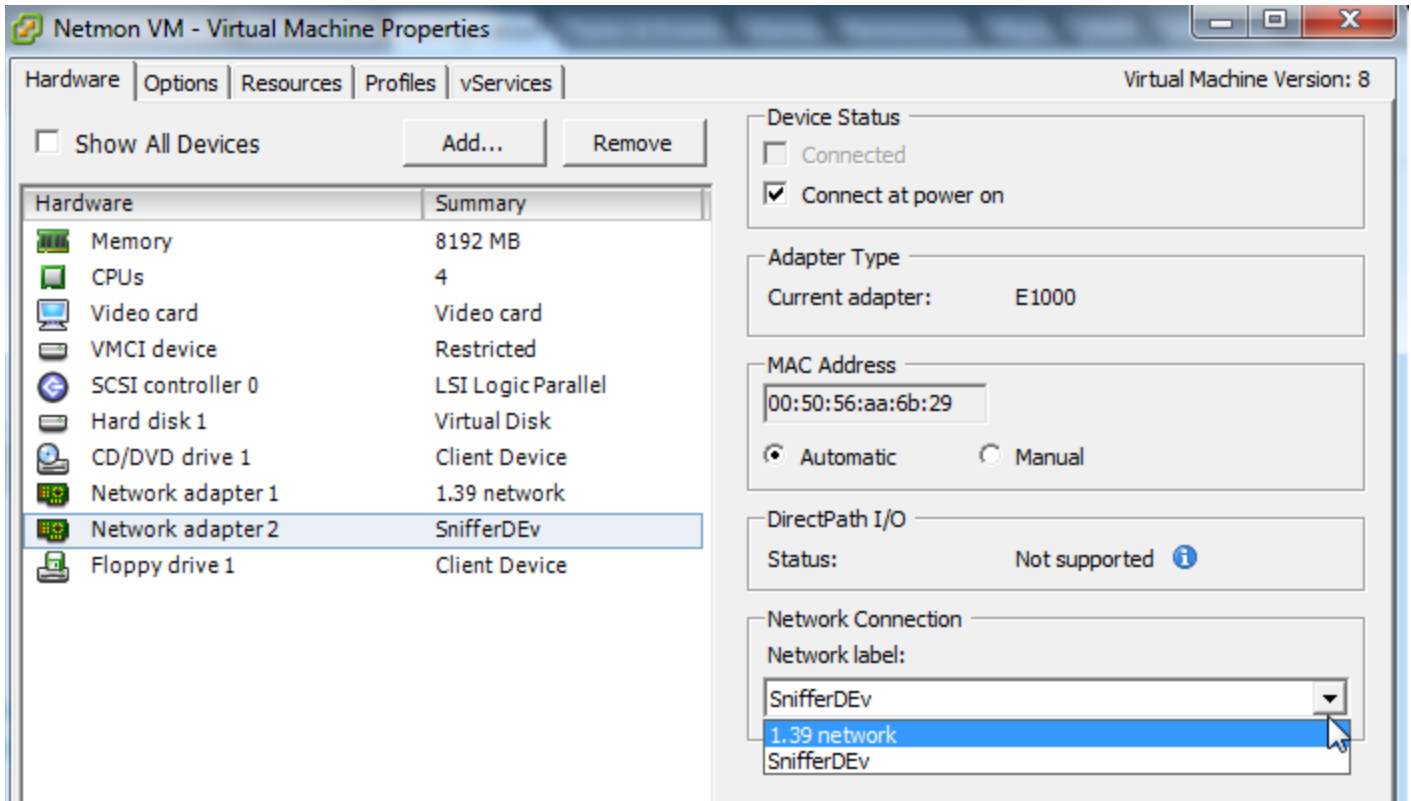 Netmon VM - Virtual Machine Properties
Hardware Options Resources Profiles vServices
Virtual Machine Version: 8
Show All Devices
Add...
Remove
Hardware Summary
Memory 8192 MB
CPUs 4
Video card Video card
VMCI device Restricted
SCSI controller 0 LSI Logic Parallel
Hard disk 1 Virtual Disk
CD/DVD drive 1 Client Device
Network adapter 1 1.39 network
Network adapter 2 SnifferDEv
Floppy drive 1 Client Device
Device Status
Connected
Connect at power on
Adapter Type
Current adapter: E1000
MAC Address
00:50:56:aa:6b:29
Automatic Manual
DirectPath I/O
Status: Not supported
Network Connection
Network label:
SnifferDEv
1.39 network
SnifferDEv